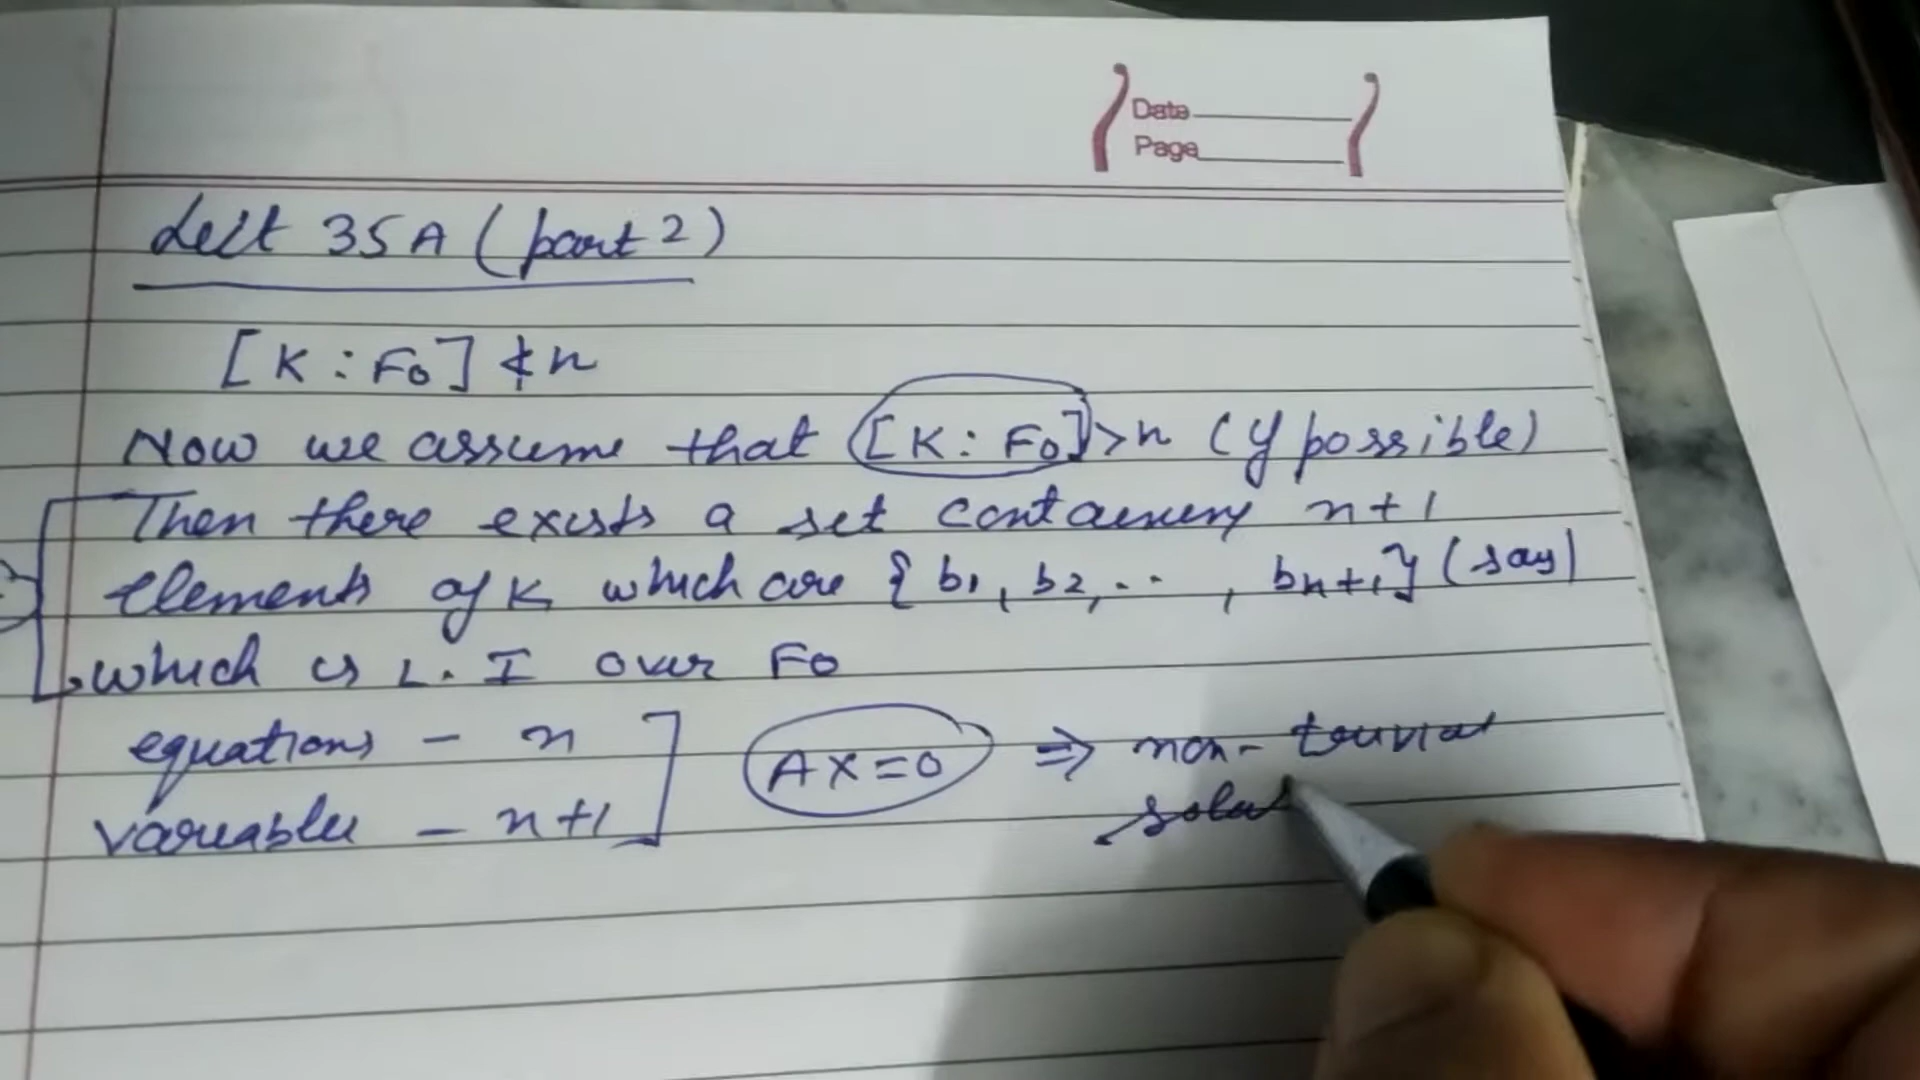 Date
Page
Lect 35A (part 2)
[K : F0] ≮ n
Now we assume that [K : F0] > n (if possible)
Then there exists a set containing n+1
elements of K which are { b1, b2, .. , bn+1 } (say)
which is L. I over F0
equations - n
variables - n+1
AX = 0 ⇒ non-trivial
solut